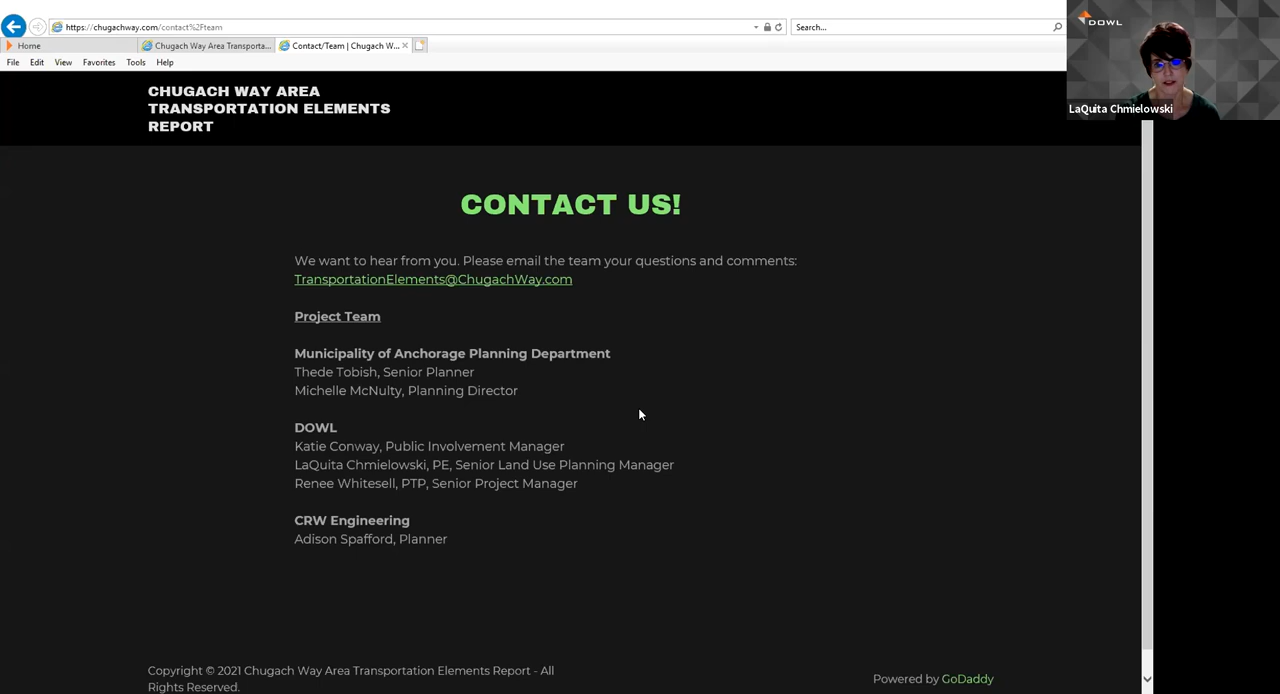 https://chugachway.com/contact%2Fteam
Search...
DOWL
Home
Chugach Way Area Transporta...
Contact/Team | Chugach W...
File Edit View Favorites Tools Help
LaQuita Chmielowski
CHUGACH WAY AREA
TRANSPORTATION ELEMENTS
REPORT
CONTACT US!
We want to hear from you. Please email the team your questions and comments:
TransportationElements@ChugachWay.com
Project Team
Municipality of Anchorage Planning Department
Thede Tobish, Senior Planner
Michelle McNulty, Planning Director
DOWL
Katie Conway, Public Involvement Manager
LaQuita Chmielowski, PE, Senior Land Use Planning Manager
Renee Whitesell, PTP, Senior Project Manager
CRW Engineering
Adison Spafford, Planner
Copyright © 2021 Chugach Way Area Transportation Elements Report - All
Rights Reserved.
Powered by GoDaddy